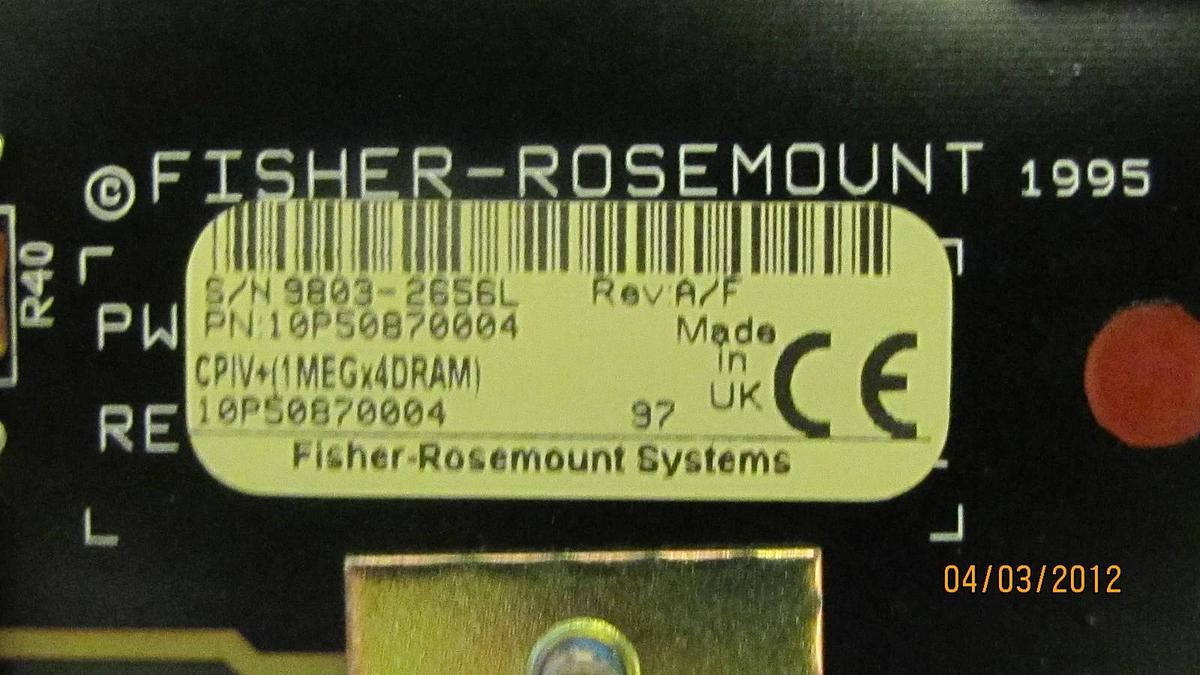 © FISHER-ROSEMOUNT 1995
R40
S/N 9803-2656L Rev:A/F
PW
PN:10P50870004
Made
in
UK
CE
CPIV+(1MEGx4DRAM)
RE
10P50870004 97
Fisher-Rosemount Systems
04/03/2012